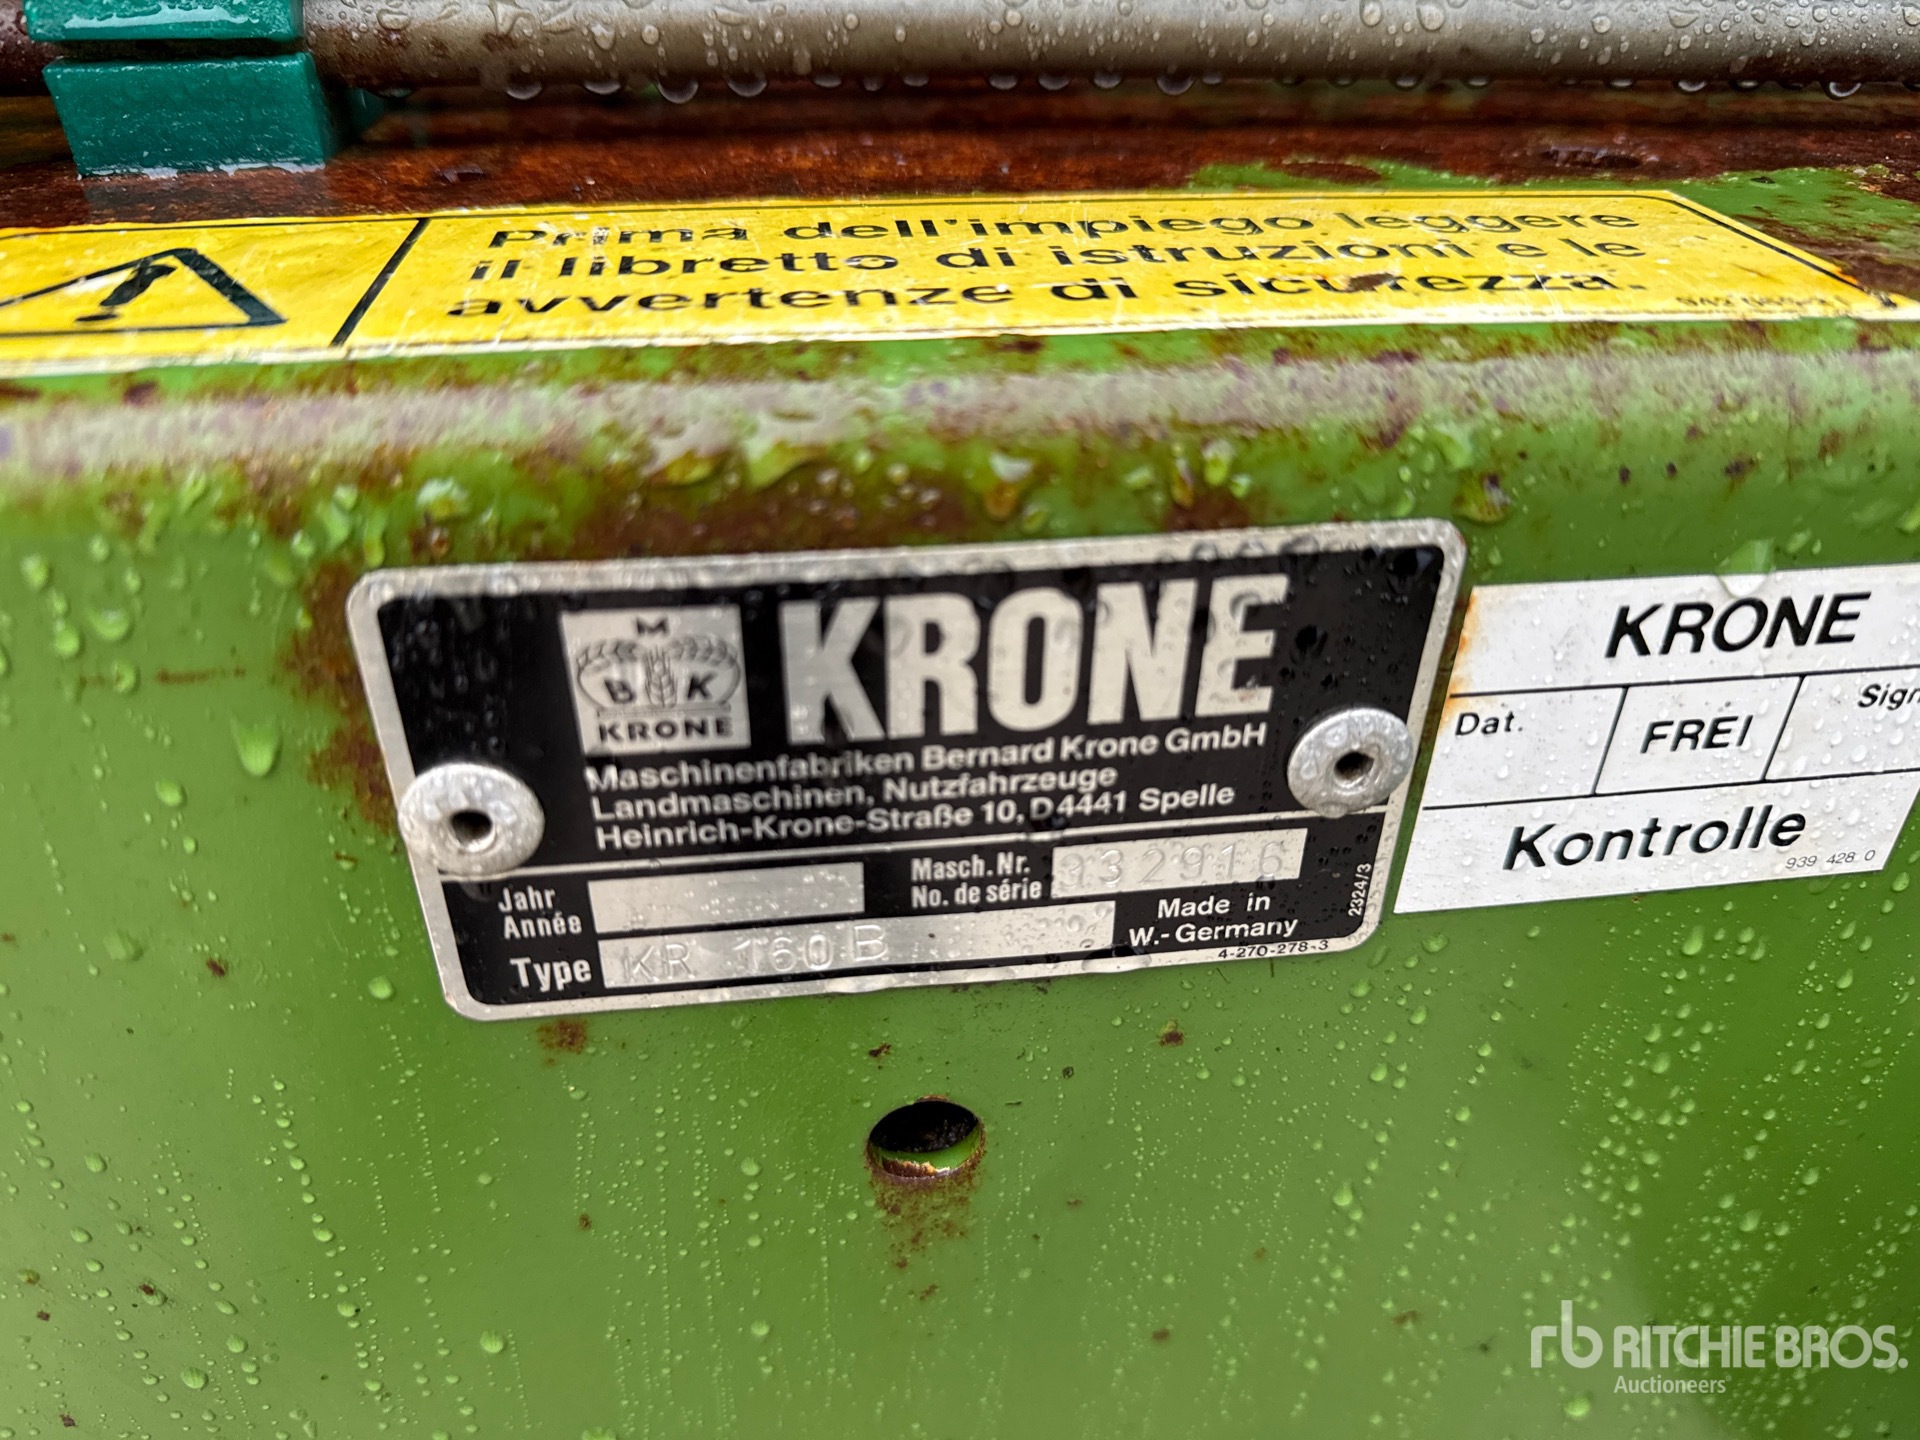 Prima dell'impiego leggere
il libretto di istruzioni e le
avvertenze di sicurezza.
M
B K
KRONE
KRONE
Maschinenfabriken Bernard Krone GmbH
Landmaschinen, Nutzfahrzeuge
Heinrich-Krone-Straße 10, D4441 Spelle
Jahr
Année
Masch.Nr.
No. de série
932916
Type KR 160 B
Made in
W.-Germany
4-270-278-3
2324/3
KRONE
Dat.
FREI
Sign
Kontrolle
939 428 0
rb RITCHIE BROS.
Auctioneers